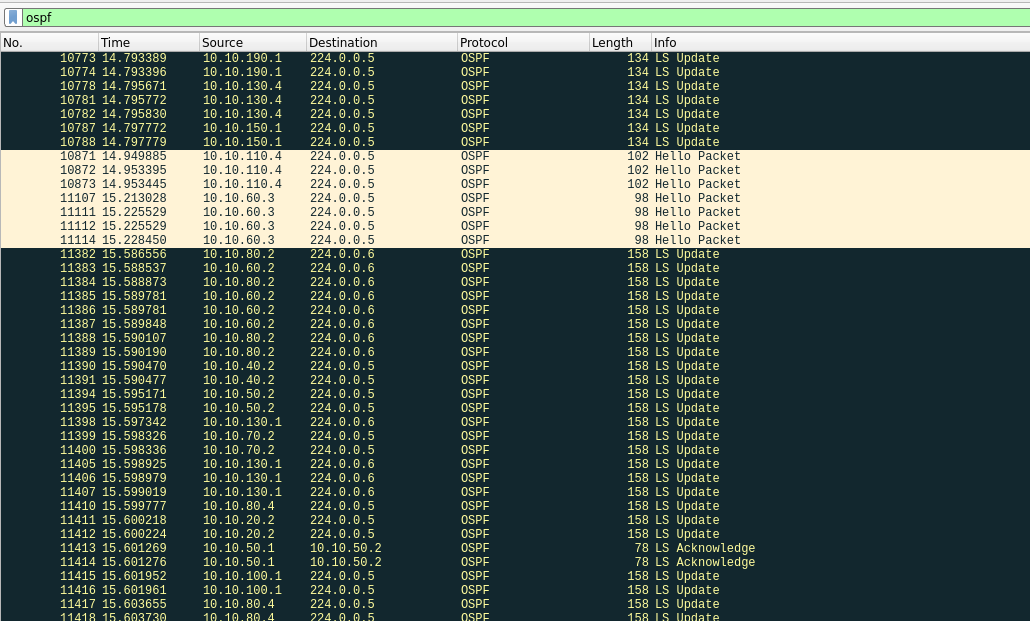 ospf
No. Time Source Destination Protocol Length Info
10773 14.793389 10.10.190.1 224.0.0.5 OSPF 134 LS Update
10774 14.793396 10.10.190.1 224.0.0.5 OSPF 134 LS Update
10778 14.795671 10.10.130.4 224.0.0.5 OSPF 134 LS Update
10781 14.795772 10.10.130.4 224.0.0.5 OSPF 134 LS Update
10782 14.795830 10.10.130.4 224.0.0.5 OSPF 134 LS Update
10787 14.797772 10.10.150.1 224.0.0.5 OSPF 134 LS Update
10788 14.797779 10.10.150.1 224.0.0.5 OSPF 134 LS Update
10871 14.949885 10.10.110.4 224.0.0.5 OSPF 102 Hello Packet
10872 14.953395 10.10.110.4 224.0.0.5 OSPF 102 Hello Packet
10873 14.953445 10.10.110.4 224.0.0.5 OSPF 102 Hello Packet
11107 15.213028 10.10.60.3 224.0.0.5 OSPF 98 Hello Packet
11111 15.225529 10.10.60.3 224.0.0.5 OSPF 98 Hello Packet
11112 15.225529 10.10.60.3 224.0.0.5 OSPF 98 Hello Packet
11114 15.228450 10.10.60.3 224.0.0.5 OSPF 98 Hello Packet
11382 15.586556 10.10.80.2 224.0.0.6 OSPF 158 LS Update
11383 15.588537 10.10.60.2 224.0.0.6 OSPF 158 LS Update
11384 15.588873 10.10.80.2 224.0.0.6 OSPF 158 LS Update
11385 15.589781 10.10.60.2 224.0.0.6 OSPF 158 LS Update
11386 15.589781 10.10.60.2 224.0.0.6 OSPF 158 LS Update
11387 15.589848 10.10.60.2 224.0.0.6 OSPF 158 LS Update
11388 15.590107 10.10.80.2 224.0.0.6 OSPF 158 LS Update
11389 15.590190 10.10.80.2 224.0.0.6 OSPF 158 LS Update
11390 15.590470 10.10.40.2 224.0.0.5 OSPF 158 LS Update
11391 15.590477 10.10.40.2 224.0.0.5 OSPF 158 LS Update
11394 15.595171 10.10.50.2 224.0.0.5 OSPF 158 LS Update
11395 15.595178 10.10.50.2 224.0.0.5 OSPF 158 LS Update
11398 15.597342 10.10.130.1 224.0.0.6 OSPF 158 LS Update
11399 15.598326 10.10.70.2 224.0.0.5 OSPF 158 LS Update
11400 15.598336 10.10.70.2 224.0.0.5 OSPF 158 LS Update
11405 15.598925 10.10.130.1 224.0.0.6 OSPF 158 LS Update
11406 15.598979 10.10.130.1 224.0.0.6 OSPF 158 LS Update
11407 15.599019 10.10.130.1 224.0.0.6 OSPF 158 LS Update
11410 15.599777 10.10.80.4 224.0.0.5 OSPF 158 LS Update
11411 15.600218 10.10.20.2 224.0.0.5 OSPF 158 LS Update
11412 15.600224 10.10.20.2 224.0.0.5 OSPF 158 LS Update
11413 15.601269 10.10.50.1 10.10.50.2 OSPF 78 LS Acknowledge
11414 15.601276 10.10.50.1 10.10.50.2 OSPF 78 LS Acknowledge
11415 15.601952 10.10.100.1 224.0.0.5 OSPF 158 LS Update
11416 15.601961 10.10.100.1 224.0.0.5 OSPF 158 LS Update
11417 15.603655 10.10.80.4 224.0.0.5 OSPF 158 LS Update
11418 15.603730 10.10.80.4 224.0.0.5 OSPF 158 LS Update